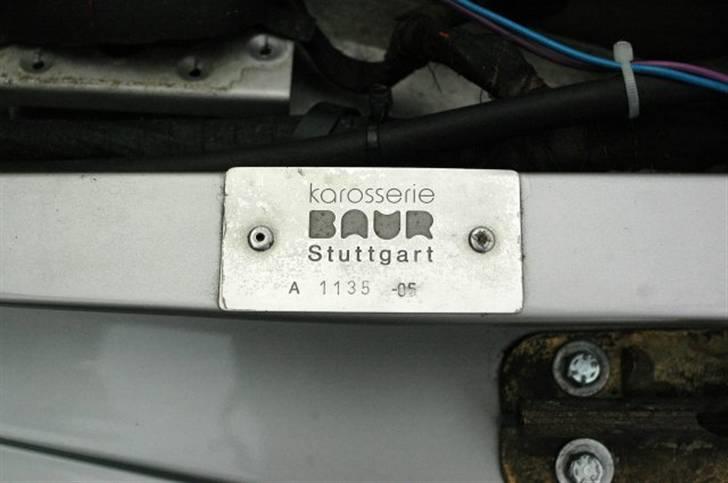 karosserie
BAUR
Stuttgart
A 1135 -05